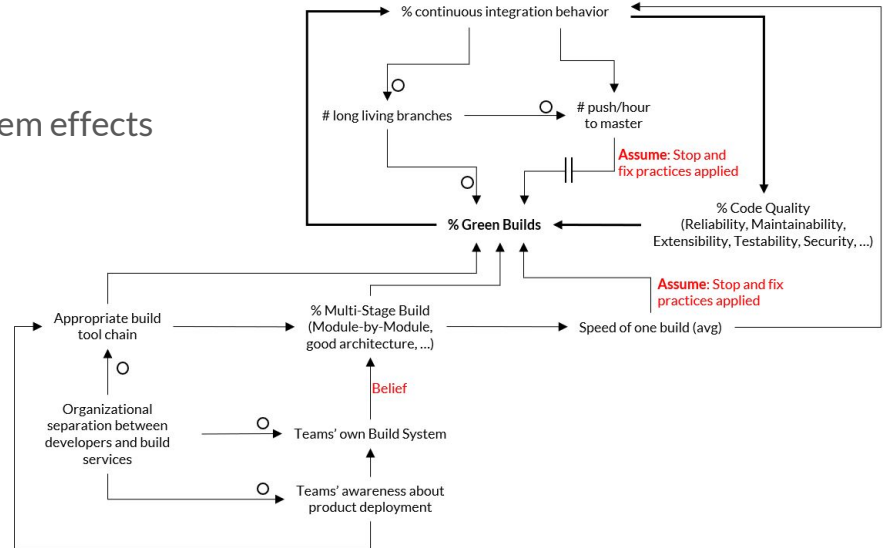 % continuous integration behavior
em effects
# long living branches
# push/hour
to master
Assume: Stop and
fix practices applied
% Green Builds
% Code Quality
(Reliability, Maintainability,
Extensibility, Testability, Security, ...)
Assume: Stop and fix
practices applied
Appropriate build
tool chain
% Multi-Stage Build
(Module-by-Module,
good architecture, ...)
Speed of one build (avg)
Belief
Organizational
separation between
developers and build
services
Teams' own Build System
Teams' awareness about
product deployment